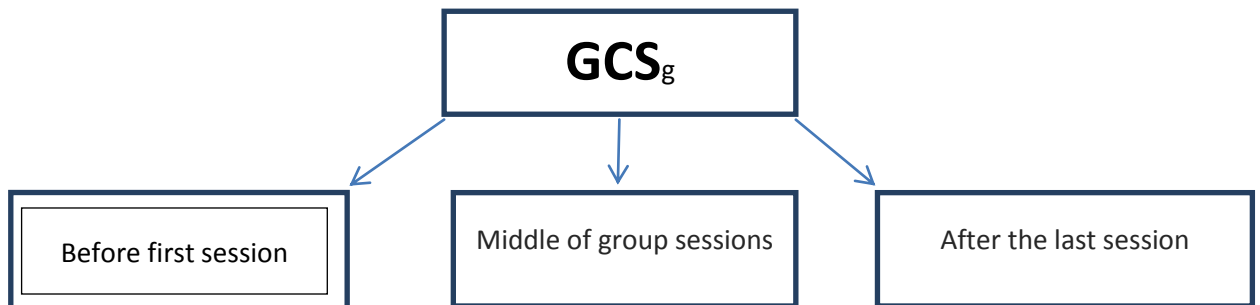 GCSg
Before first session
Middle of group sessions
After the last session